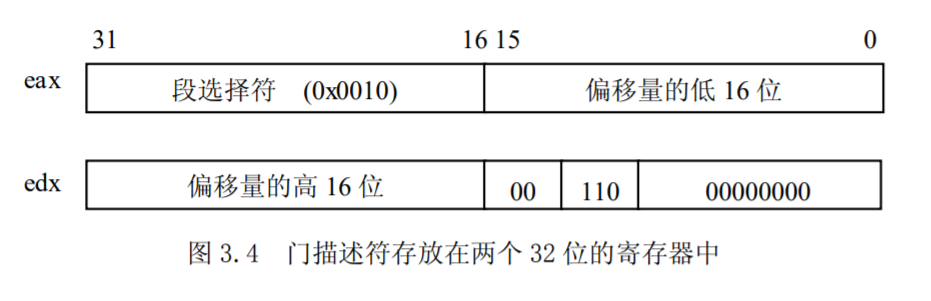 31 16 15 0
eax 段选择符 (0x0010) 偏移量的低 16 位
edx 偏移量的高 16 位 00 110 00000000
图 3.4 门描述符存放在两个 32 位的寄存器中